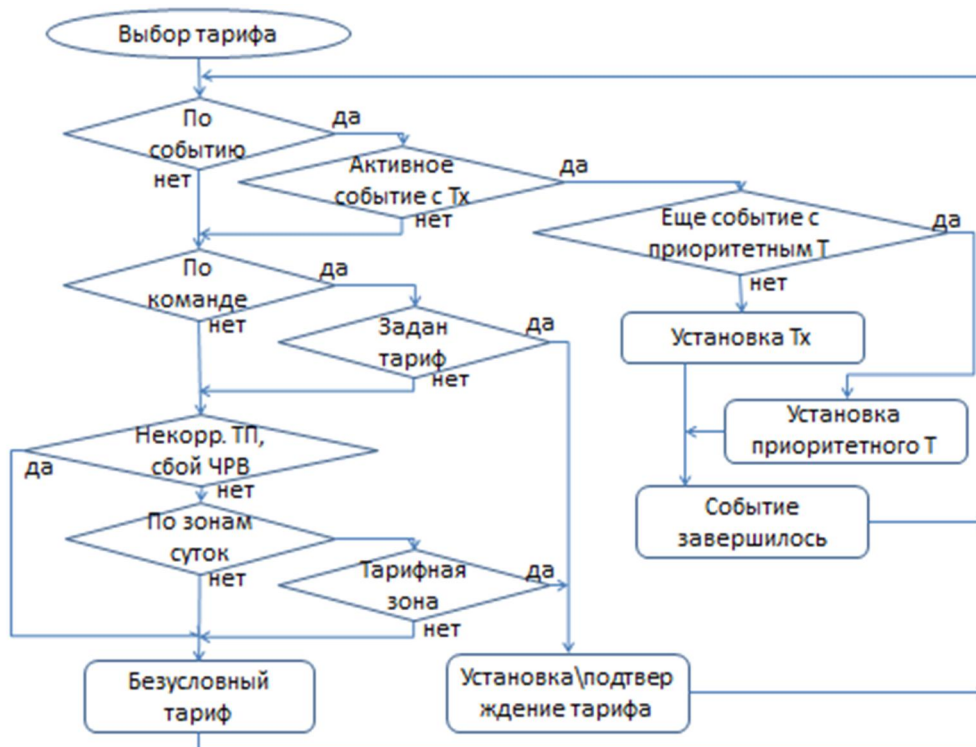 Выбор тарифа
По
событию
да
нет
Активное
событие с Тх
да
нет
Еще событие с
приоритетным Т
да
нет
По
команде
да
нет
Задан
тариф
да
нет
Установка Тх
Установка
приоритетного Т
Некорр. ТП,
сбой ЧРВ
да
нет
Событие
завершилось
По зонам
суток
нет
Тарифная
зона
да
нет
Безусловный
тариф
Установка\подтвер
ждение тарифа